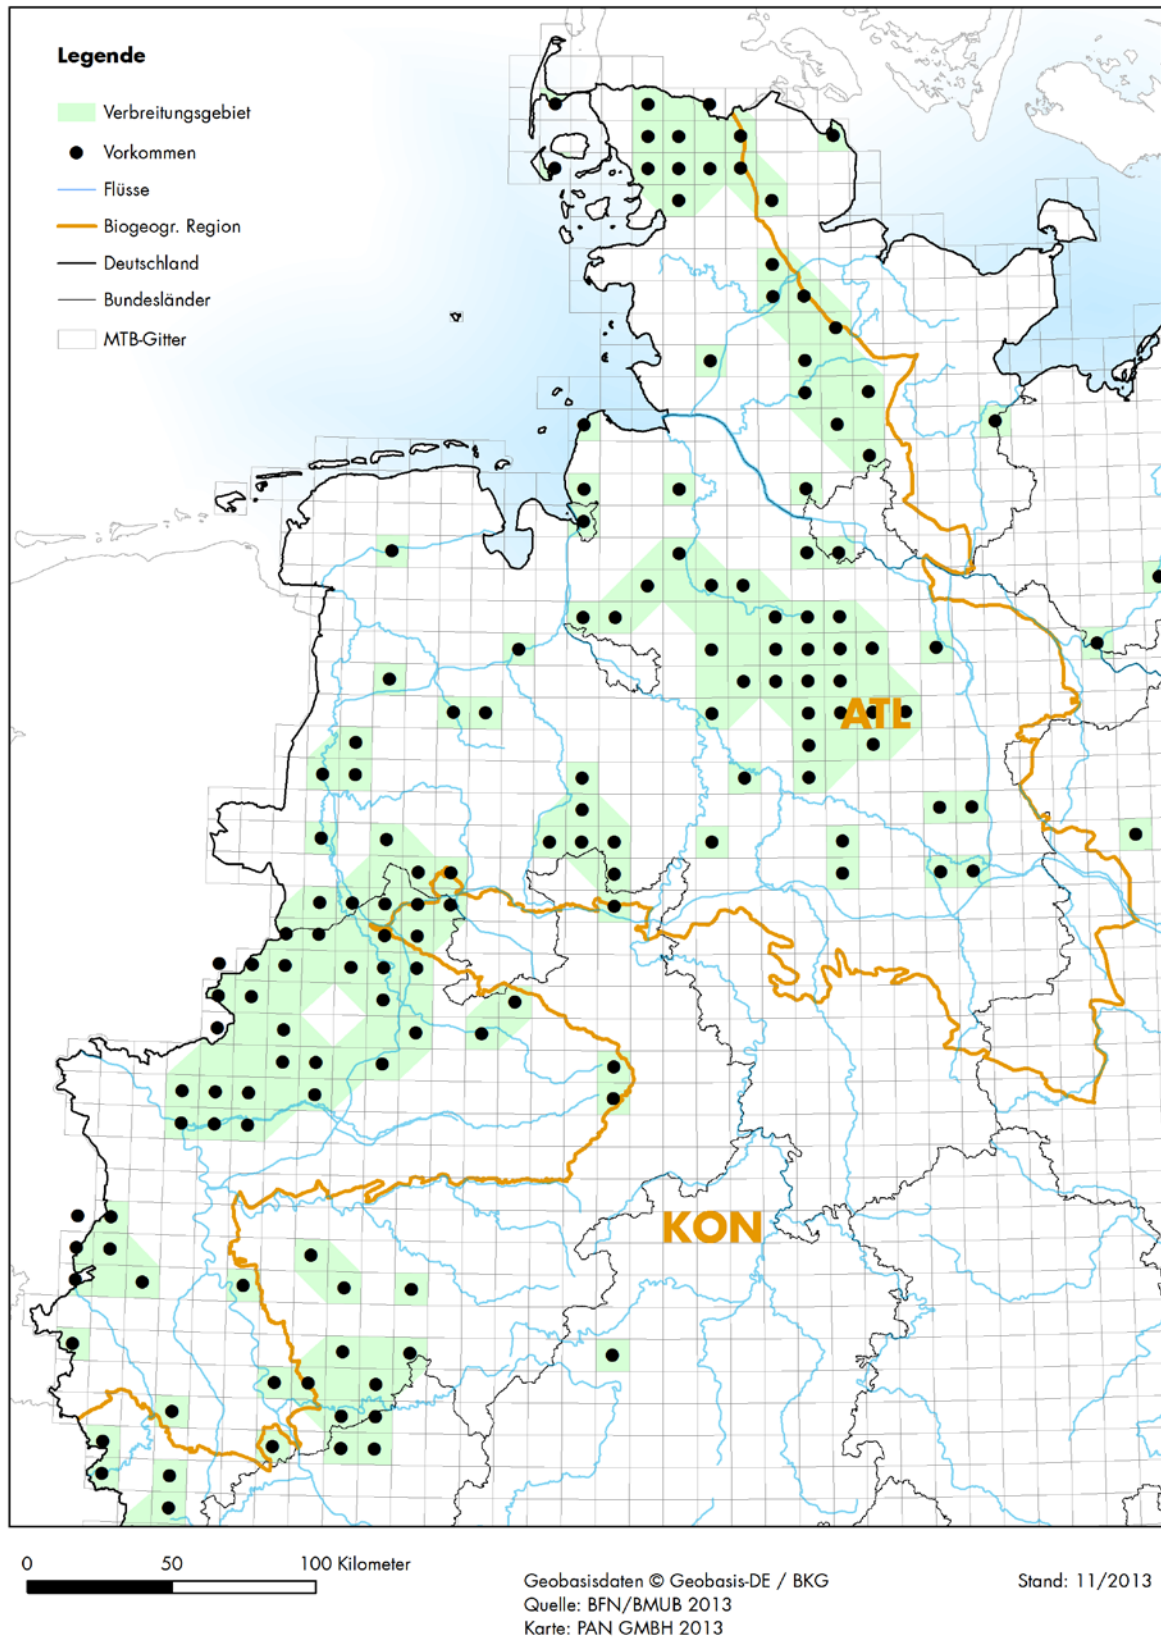 Legende
Verbreitungsgebiet
Vorkommen
Flüsse
Biogeogr. Region
Deutschland
Bundesländer
MTB-Gitter
ATL
KON
0 50 100 Kilometer
Geobasisdaten © Geobasis-DE / BKG
Quelle: BFN/BMUB 2013
Karte: PAN GMBH 2013
Stand: 11/2013